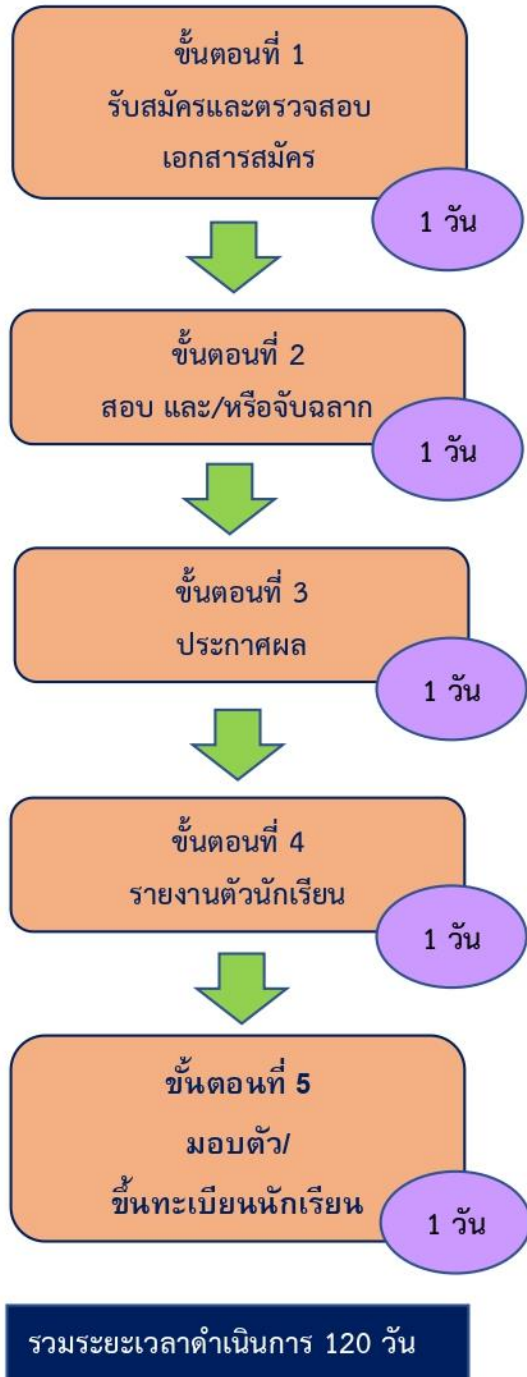 ขั้นตอนที่ 1
รับสมัครและตรวจสอบ
เอกสารสมัคร
1 วัน
ขั้นตอนที่ 2
สอบ และ/หรือจับฉลาก
1 วัน
ขั้นตอนที่ 3
ประกาศผล
1 วัน
ขั้นตอนที่ 4
รายงานตัวนักเรียน
1 วัน
ขั้นตอนที่ 5
มอบตัว/
ขึ้นทะเบียนนักเรียน
1 วัน
รวมระยะเวลาดำเนินการ 120 วัน